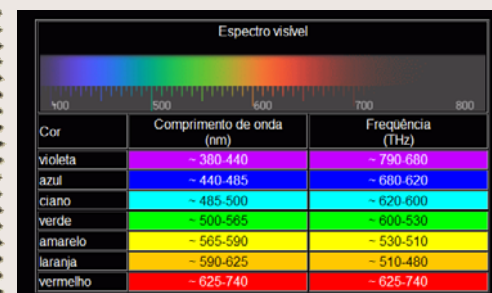 Espectro visível
400 500 600 700 800
Cor Comprimento de onda (nm) Freqüência (THz)
violeta ~ 380-440 ~ 790-680
azul ~ 440-485 ~ 680-620
ciano ~ 485-500 ~ 620-600
verde ~ 500-565 ~ 600-530
amarelo ~ 565-590 ~ 530-510
laranja ~ 590-625 ~ 510-480
vermelho ~ 625-740 ~ 625-740